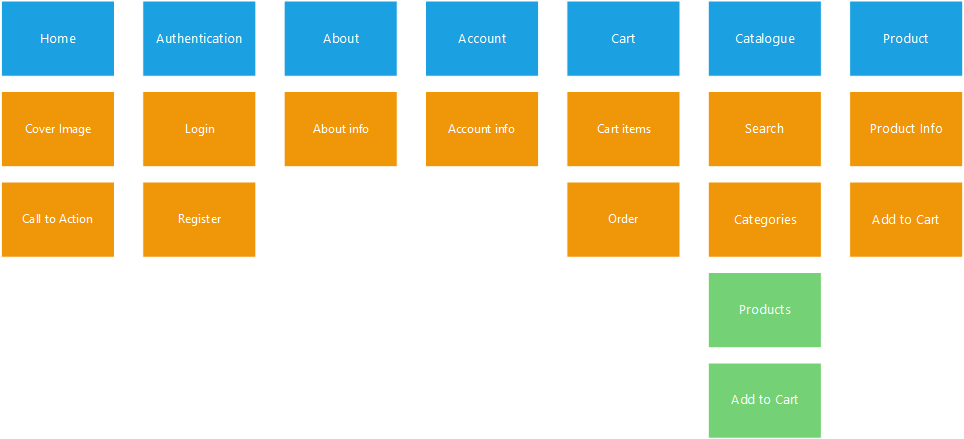 Home
Authentication
About
Account
Cart
Catalogue
Product
Cover Image
Login
About info
Account info
Cart items
Search
Product Info
Call to Action
Register
Order
Categories
Add to Cart
Products
Add to Cart